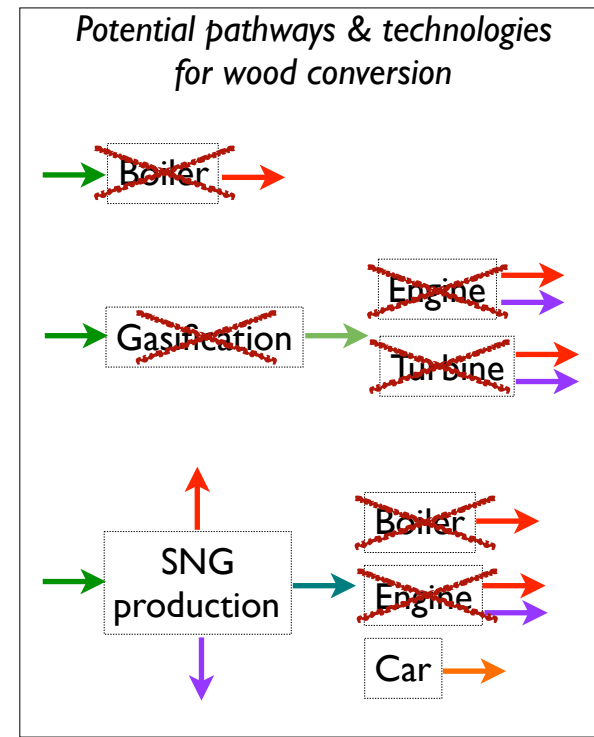 Potential pathways & technologies
for wood conversion
Boiler
Engine
Gasification
Turbine
Boiler
SNG
production
Engine
Car